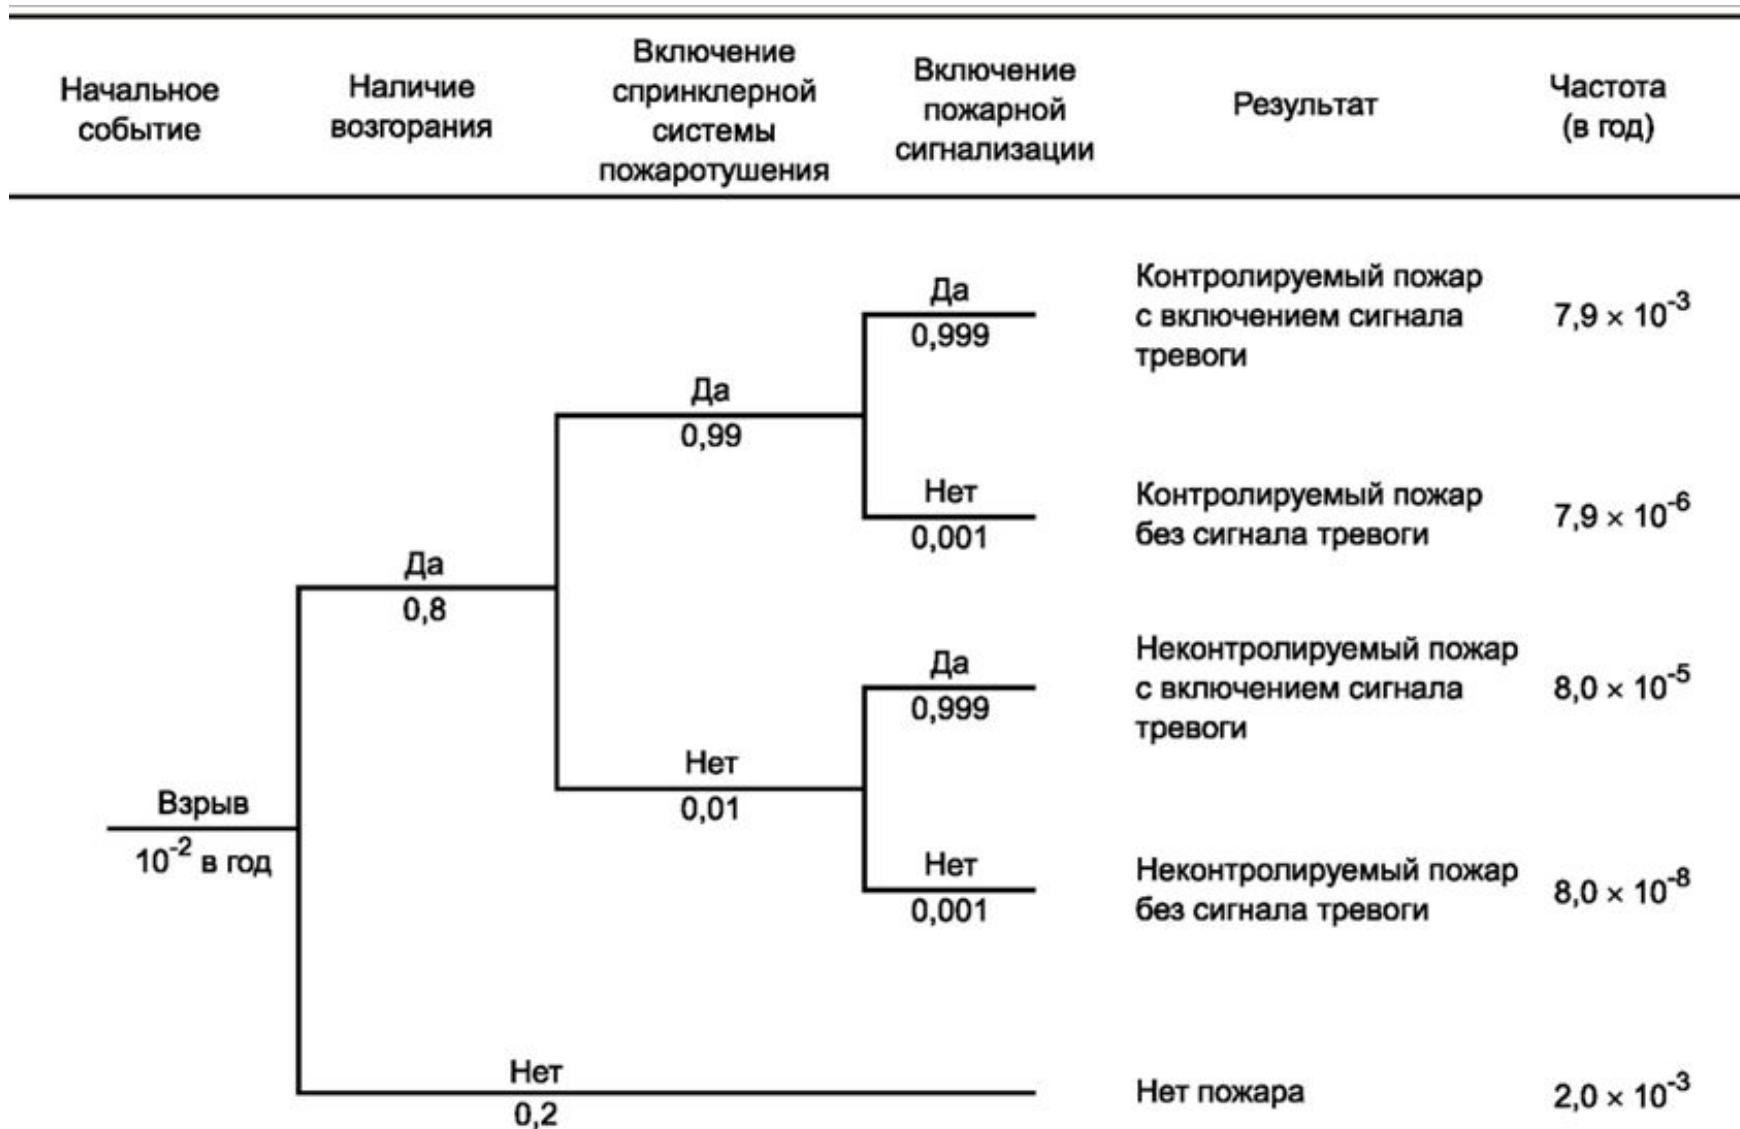 Начальное
событие
Наличие
возгорания
Включение
спринклерной
системы
пожаротушения
Включение
пожарной
сигнализации
Результат
Частота
(в год)
Да
0,999
Контролируемый пожар
с включением сигнала
тревоги
7,9 × 10⁻³
Да
0,99
Нет
0,001
Контролируемый пожар
без сигнала тревоги
7,9 × 10⁻⁶
Да
0,8
Да
0,999
Неконтролируемый пожар
с включением сигнала
тревоги
8,0 × 10⁻⁵
Нет
0,01
Взрыв
10⁻² в год
Нет
0,001
Неконтролируемый пожар
без сигнала тревоги
8,0 × 10⁻⁸
Нет
0,2
Нет пожара
2,0 × 10⁻³